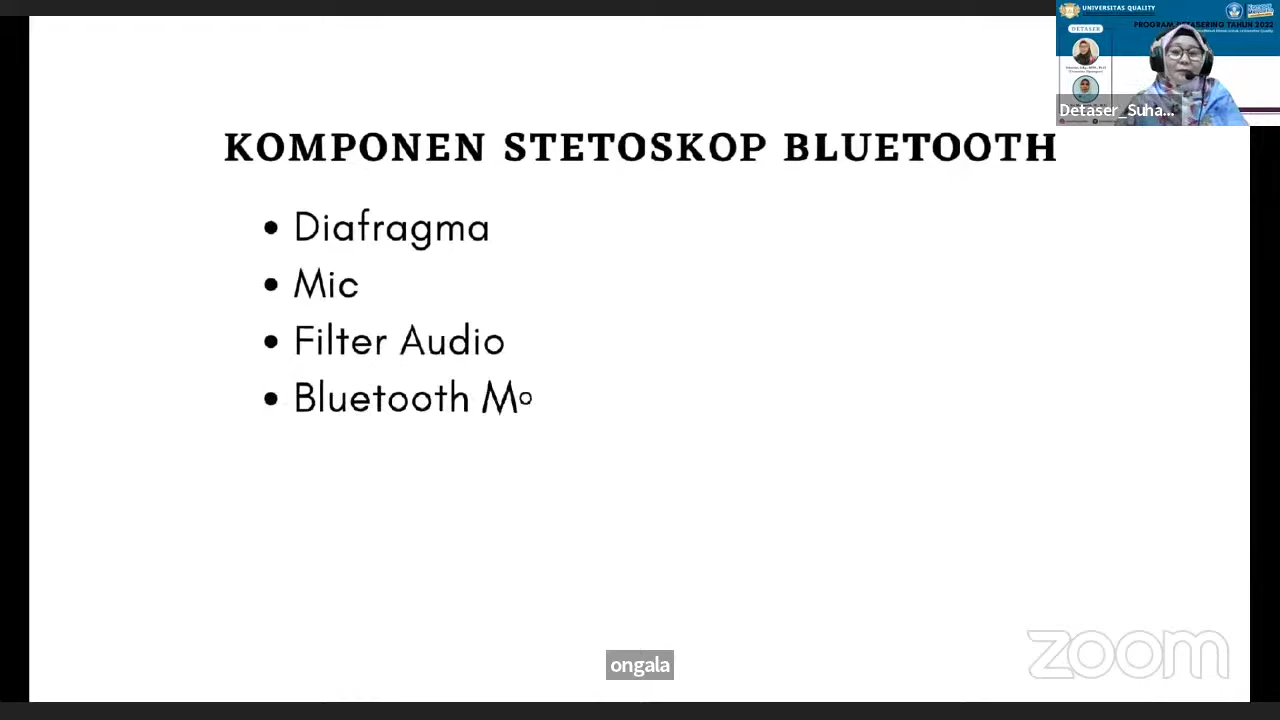 UNIVERSITAS QUALITY
PROGRAM DETASERING TAHUN 2022
DETASER
Detaser_Suha...
KOMPONEN STETOSKOP BLUETOOTH
• Diafragma
• Mic
• Filter Audio
• Bluetooth Mo
ongala
zoom